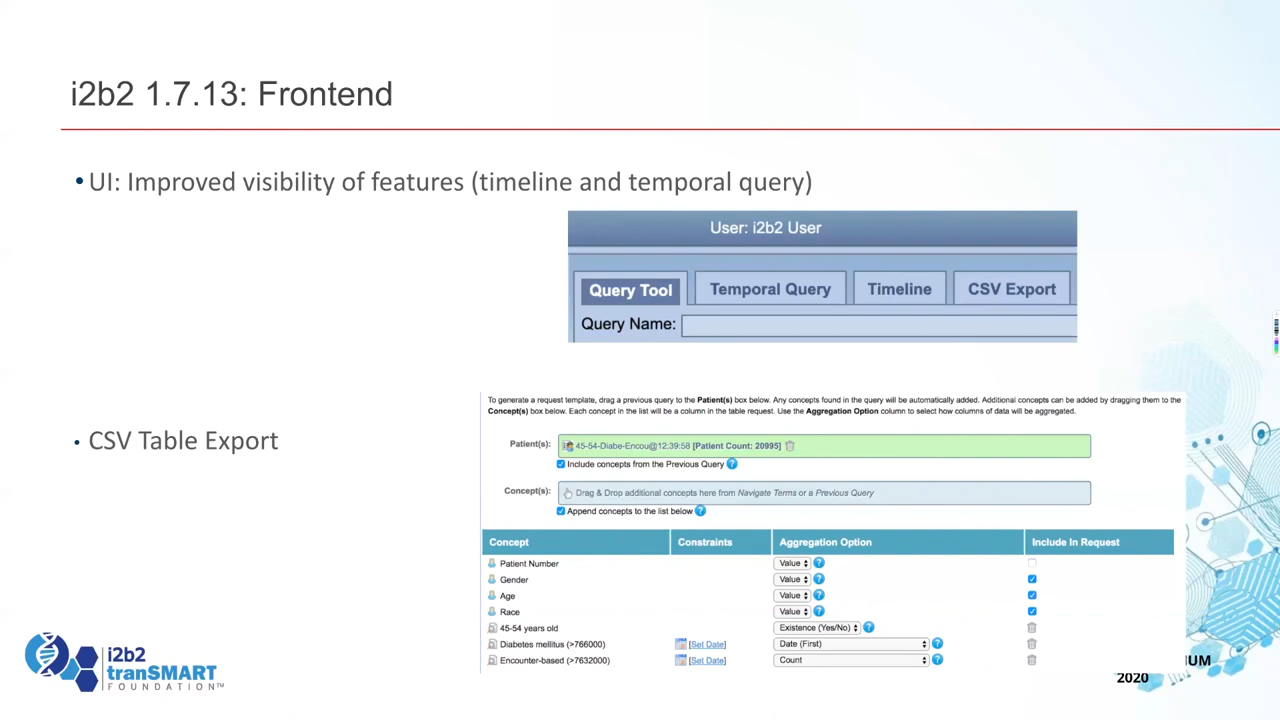 i2b2 1.7.13: Frontend
• UI: Improved visibility of features (timeline and temporal query)
User: i2b2 User
Query Tool Temporal Query Timeline CSV Export
Query Name:
• CSV Table Export
To generate a request template, drag a previous query to the Patient(s) box below. Any concepts found in the query will be automatically added. Additional concepts can be added by dragging them to the
Concept(s) box below. Each concept in the list will be a column in the table request. Use the Aggregation Option column to select how columns of data will be aggregated.
Patient(s): 45-54-Diabe-Encou@12:39:58 [Patient Count: 20995]
Include concepts from the Previous Query ?
Concept(s): Drag & Drop additional concepts here from Navigate Terms or a Previous Query
Append concepts to the list below ?
Concept Constraints Aggregation Option Include In Request
Patient Number Value ?
Gender Value ?
Age Value ?
Race Value ?
45-54 years old Existence (Yes/No) ?
Diabetes mellitus (>766000) [Set Date] Date (First) ?
Encounter-based (>7632000) [Set Date] Count ?
i2b2
tranSMART
FOUNDATION™
IUM
2020